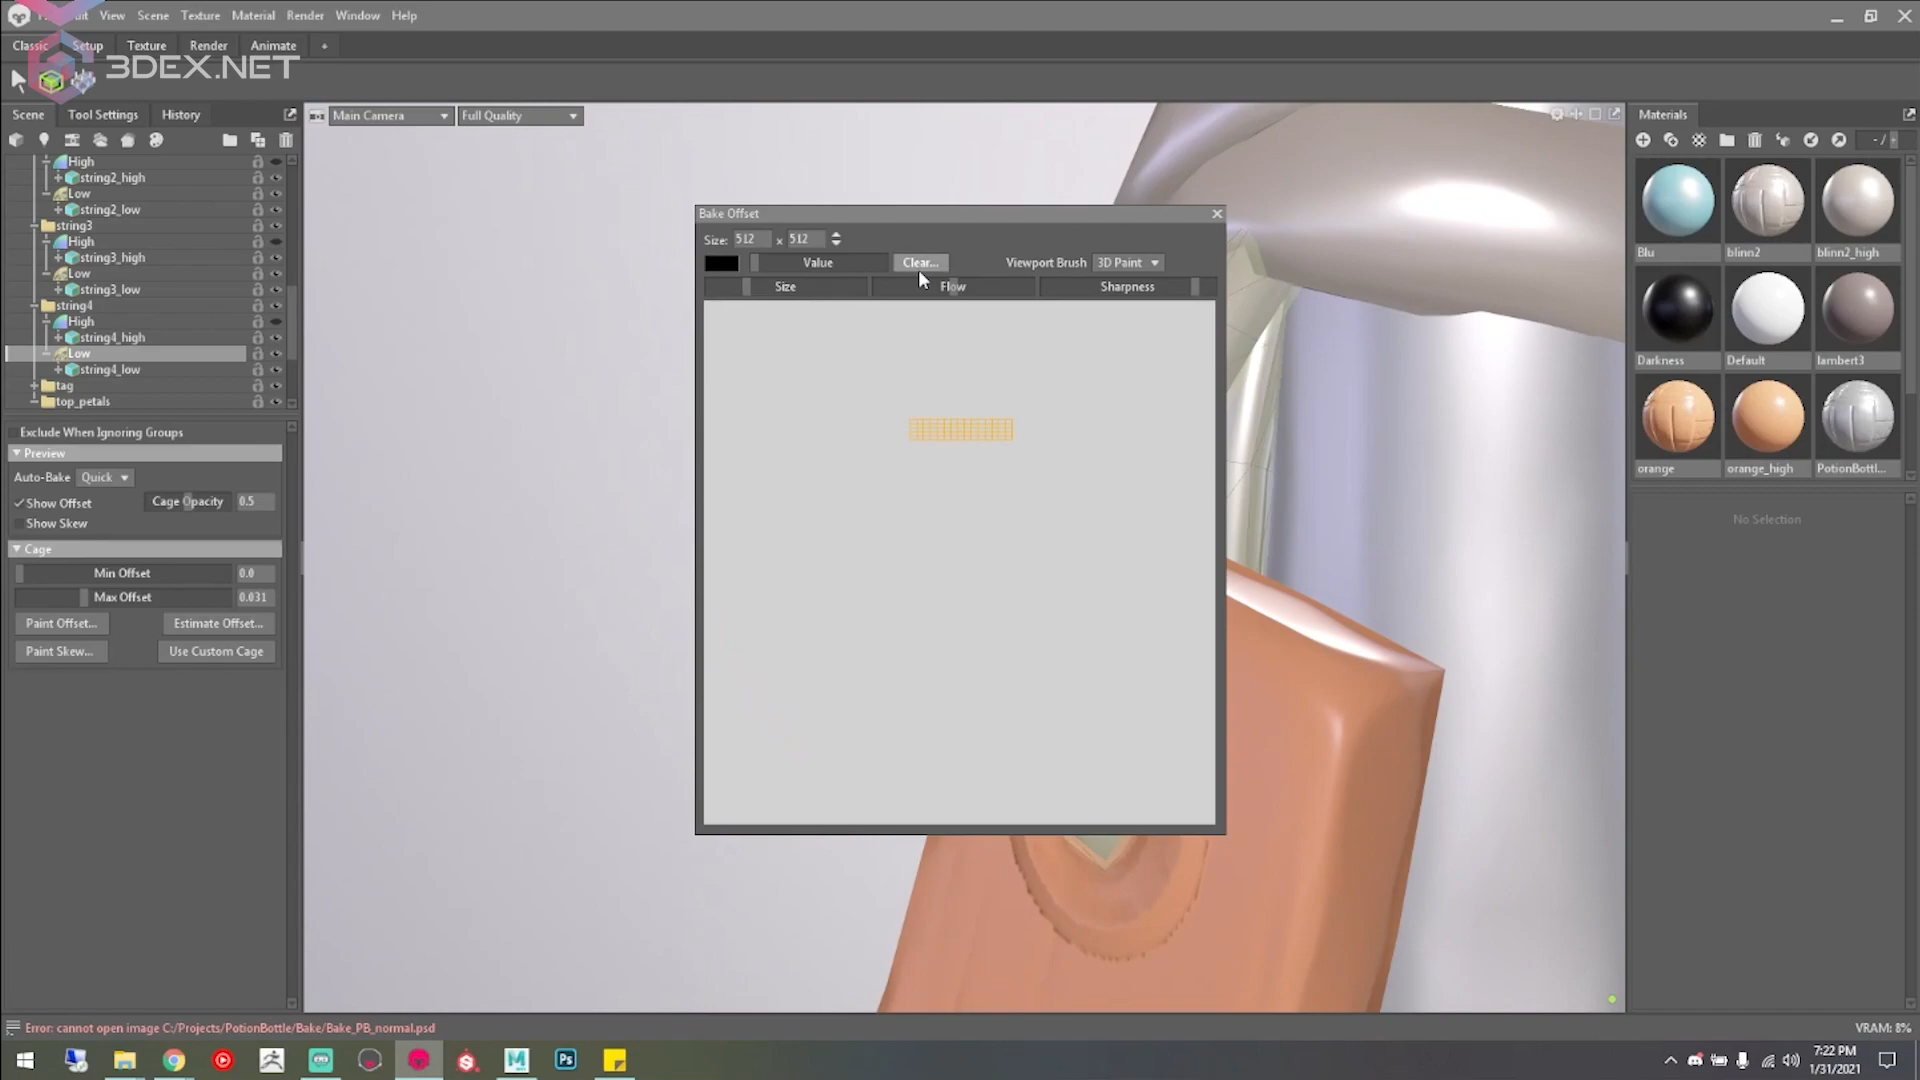 View Scene Texture Material Render Window Help
Classic Setup Texture Render Animate +
3DEX.NET
Scene Tool Settings History
Main Camera Full Quality
Materials
High
string2_high
Low
string2_low
string3
High
string3_high
Low
string3_low
string4
High
string4_high
Low
string4_low
tag
top_petals
Exclude When Ignoring Groups
Preview
Auto-Bake Quick
Show Offset Cage Opacity 0.5
Show Skew
Cage
Min Offset 0.0
Max Offset 0.031
Paint Offset... Estimate Offset...
Paint Skew... Use Custom Cage
Bake Offset
Size: 512 x 512
Value Clear... Viewport Brush 3D Paint
Size Flow Sharpness
- /
Blu blinn2 blinn2_high
Darkness Default lambert3
orange orange_high PotionBottl...
No Selection
Error: cannot open image C:/Projects/PotionBottle/Bake/Bake_PB_normal.psd
VRAM: 8%
Ps
7:22 PM
1/31/2021